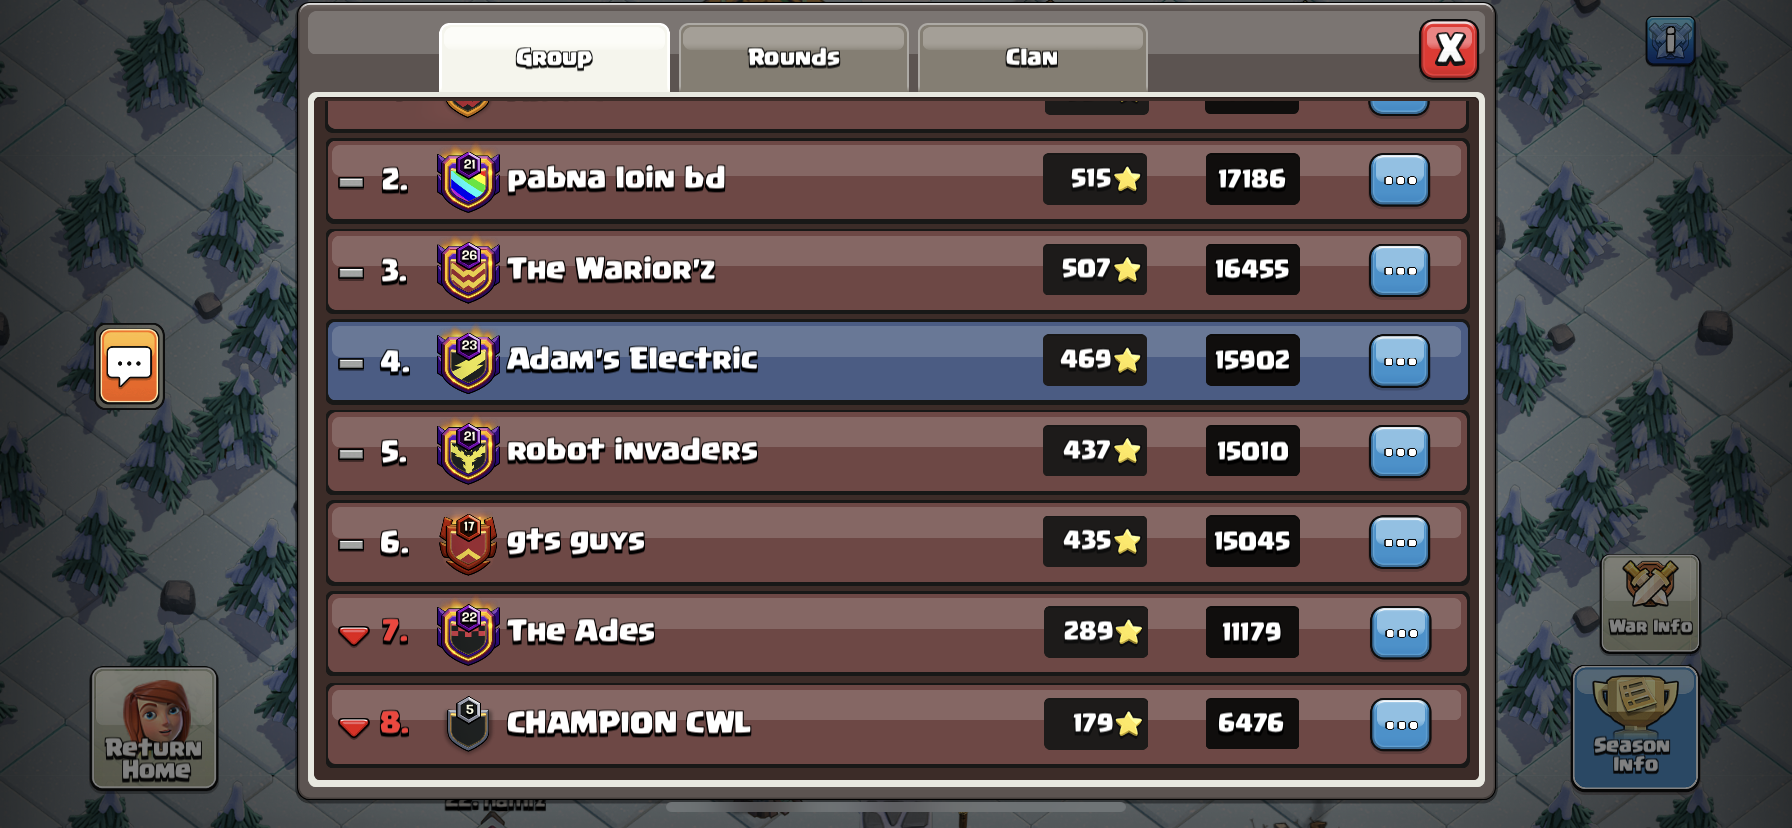 Group
Rounds
Clan
X
i
2. 21 pabna loin bd 515 17186
3. 26 The Warior'z 507 16455
4. 23 Adam's Electric 469 15902
5. 21 robot invaders 437 15010
6. 17 gts guys 435 15045
7. 22 The Ades 289 11179
8. 5 CHAMPION CWL 179 6476
War Info
Return
Home
Season
Info